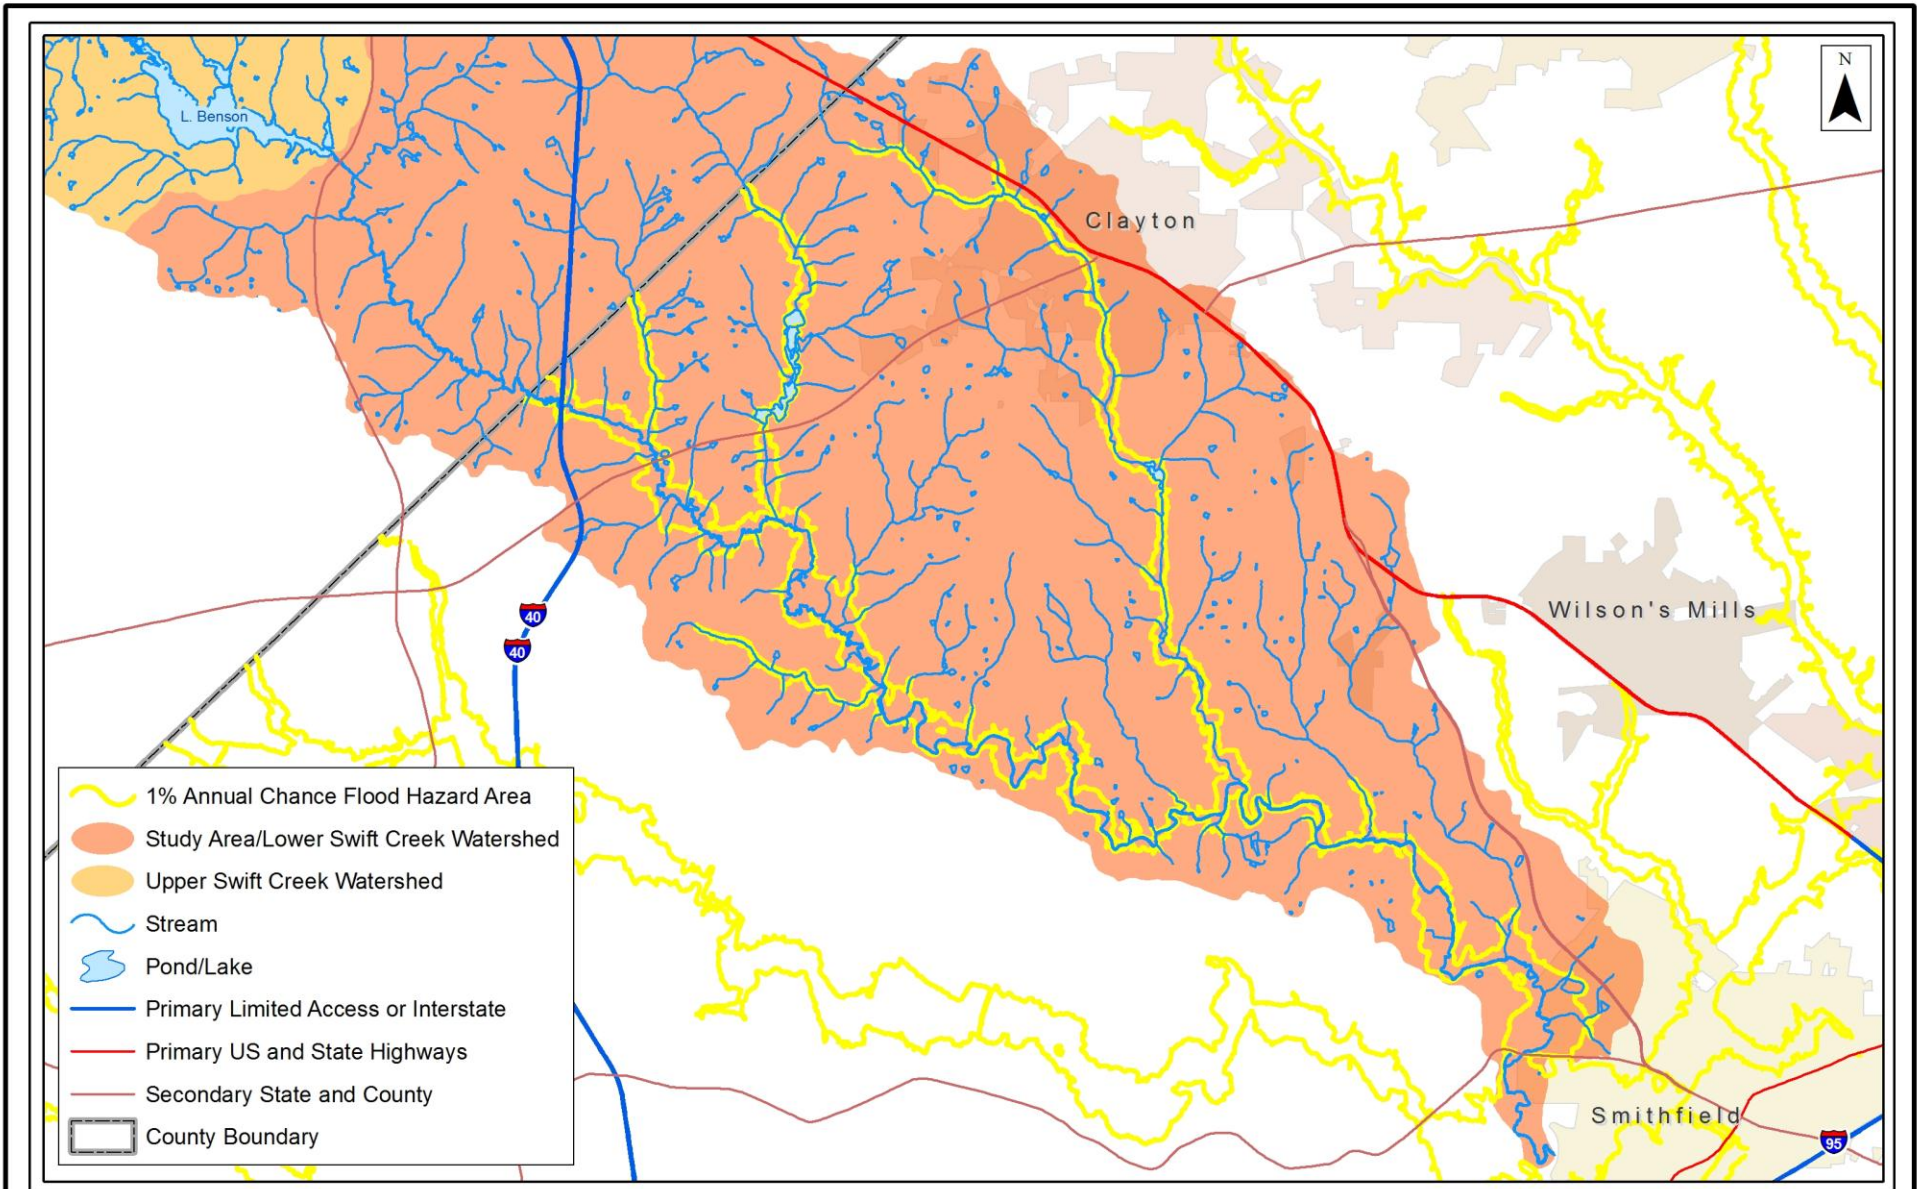 N
L. Benson
Clayton
40
40
Wilson's Mills
1% Annual Chance Flood Hazard Area
Study Area/Lower Swift Creek Watershed
Upper Swift Creek Watershed
Stream
Pond/Lake
Primary Limited Access or Interstate
Primary US and State Highways
Secondary State and County
County Boundary
Smithfield
95